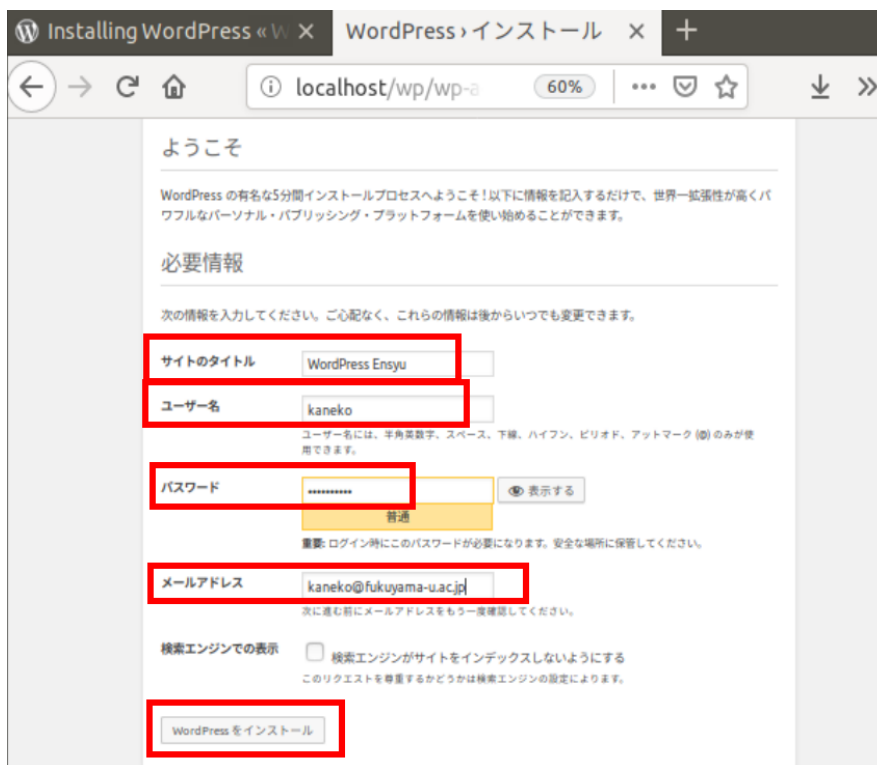 Installing WordPress « W
WordPress › インストール
localhost/wp/wp-a
60%
ようこそ
WordPress の有名な5分間インストールプロセスへようこそ ! 以下に情報を記入するだけで、世界一拡張性が高くパ
ワフルなパーソナル・パブリッシング・プラットフォームを使い始めることができます。
必要情報
次の情報を入力してください。ご心配なく、これらの情報は後からいつでも変更できます。
サイトのタイトル
WordPress Ensyu
ユーザー名
kaneko
ユーザー名には、半角英数字、スペース、下線、ハイフン、ピリオド、アットマーク (@) のみが使
用できます。
パスワード
••••••••••
表示する
普通
重要: ログイン時にこのパスワードが必要になります。安全な場所に保管してください。
メールアドレス
kaneko@fukuyama-u.ac.jp
次に進む前にメールアドレスをもう一度確認してください。
検索エンジンでの表示
検索エンジンがサイトをインデックスしないようにする
このリクエストを尊重するかどうかは検索エンジンの設定によります。
WordPress をインストール